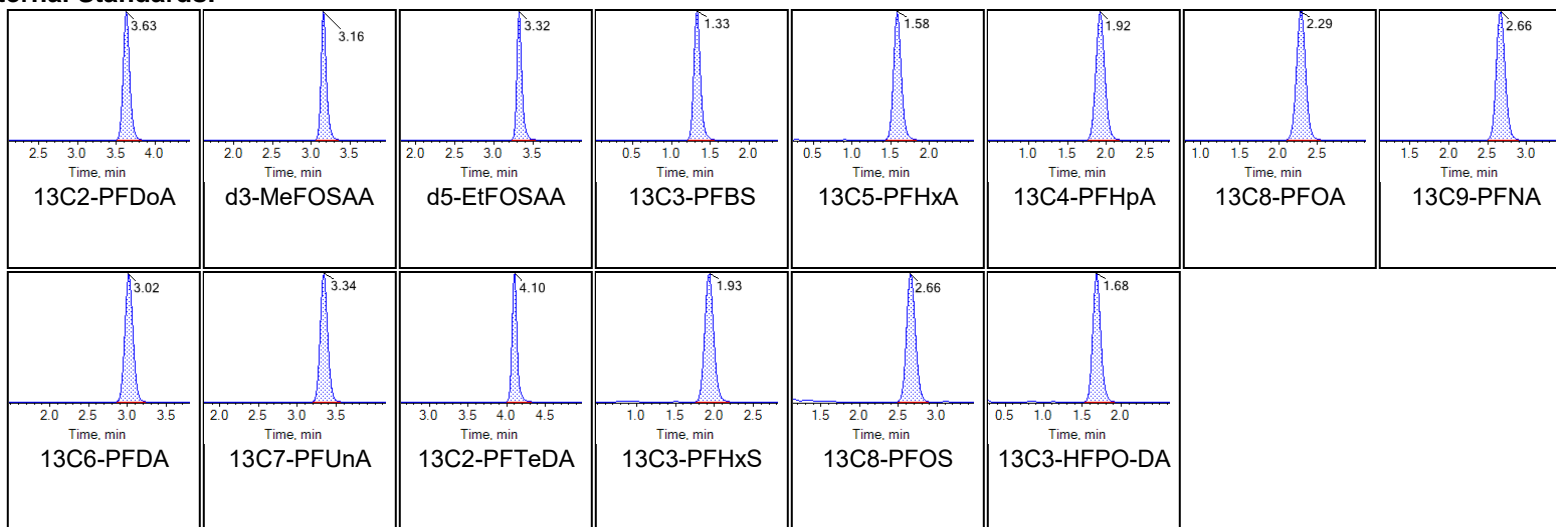 3.63 3.16 3.32 1.33 1.58 1.92 2.29 2.66
2.5 3.0 3.5 4.0 2.0 2.5 3.0 3.5 2.0 2.5 3.0 3.5 0.5 1.0 1.5 2.0 0.5 1.0 1.5 2.0 1.0 1.5 2.0 2.5 1.0 1.5 2.0 2.5 1.5 2.0 2.5 3.0
Time, min Time, min Time, min Time, min Time, min Time, min Time, min Time, min
13C2-PFDoA d3-MeFOSAA d5-EtFOSAA 13C3-PFBS 13C5-PFHxA 13C4-PFHpA 13C8-PFOA 13C9-PFNA
3.02 3.34 4.10 1.93 2.66 1.68
2.0 2.5 3.0 3.5 2.0 2.5 3.0 3.5 3.0 3.5 4.0 4.5 1.0 1.5 2.0 2.5 1.5 2.0 2.5 3.0 0.5 1.0 1.5 2.0
Time, min Time, min Time, min Time, min Time, min Time, min
13C6-PFDA 13C7-PFUnA 13C2-PFTeDA 13C3-PFHxS 13C8-PFOS 13C3-HFPO-DA